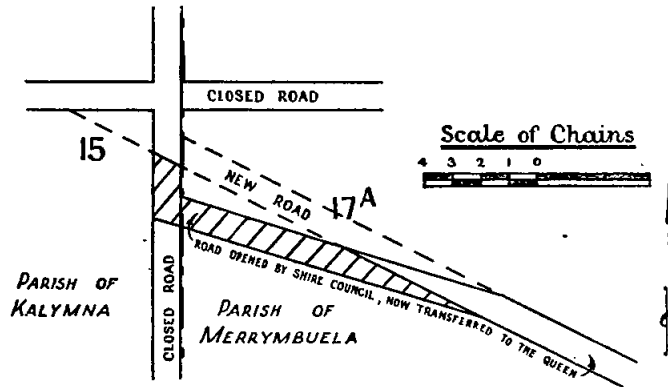 CLOSED ROAD
15
Scale of Chains
4 3 2 1 0
NEW ROAD
17A
ROAD OPENED BY SHIRE COUNCIL, NOW TRANSFERRED TO THE QUEEN
PARISH OF
KALYMNA
CLOSED ROAD
PARISH OF
MERRYMBUELA